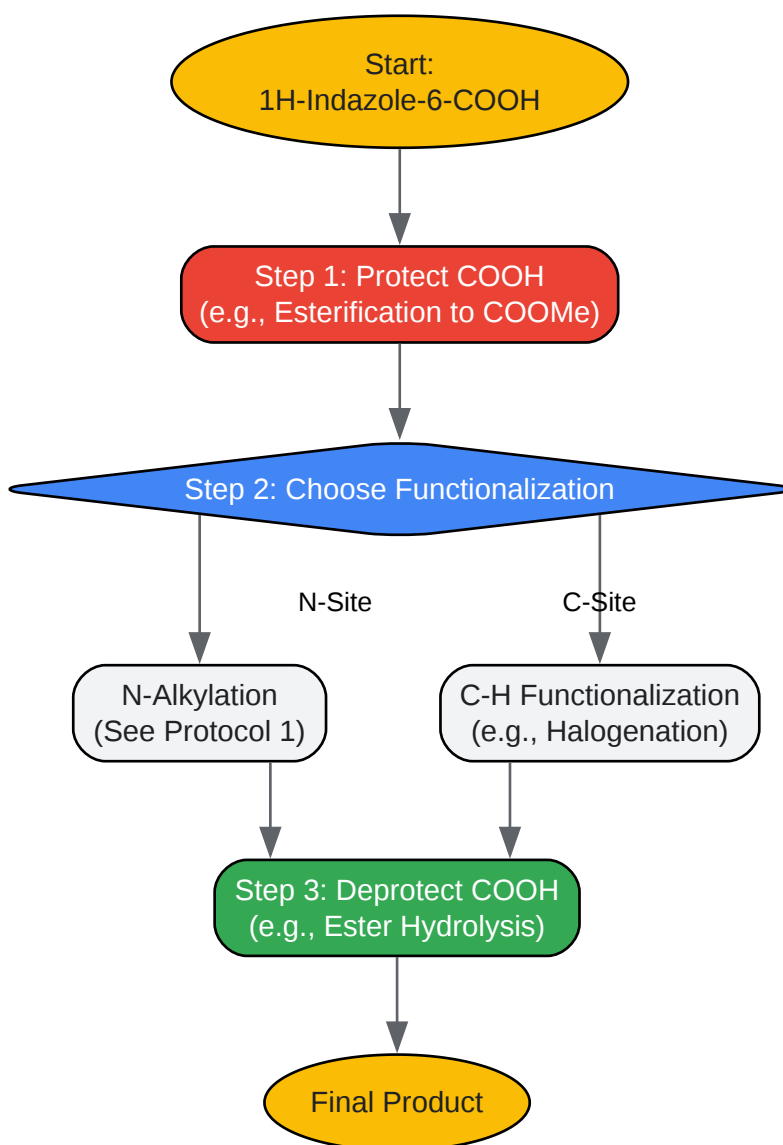 Start:
1H-Indazole-6-COOH
Step 1: Protect COOH
(e.g., Esterification to COOMe)
Step 2: Choose Functionalization
N-Site
C-Site
N-Alkylation
(See Protocol 1)
C-H Functionalization
(e.g., Halogenation)
Step 3: Deprotect COOH
(e.g., Ester Hydrolysis)
Final Product